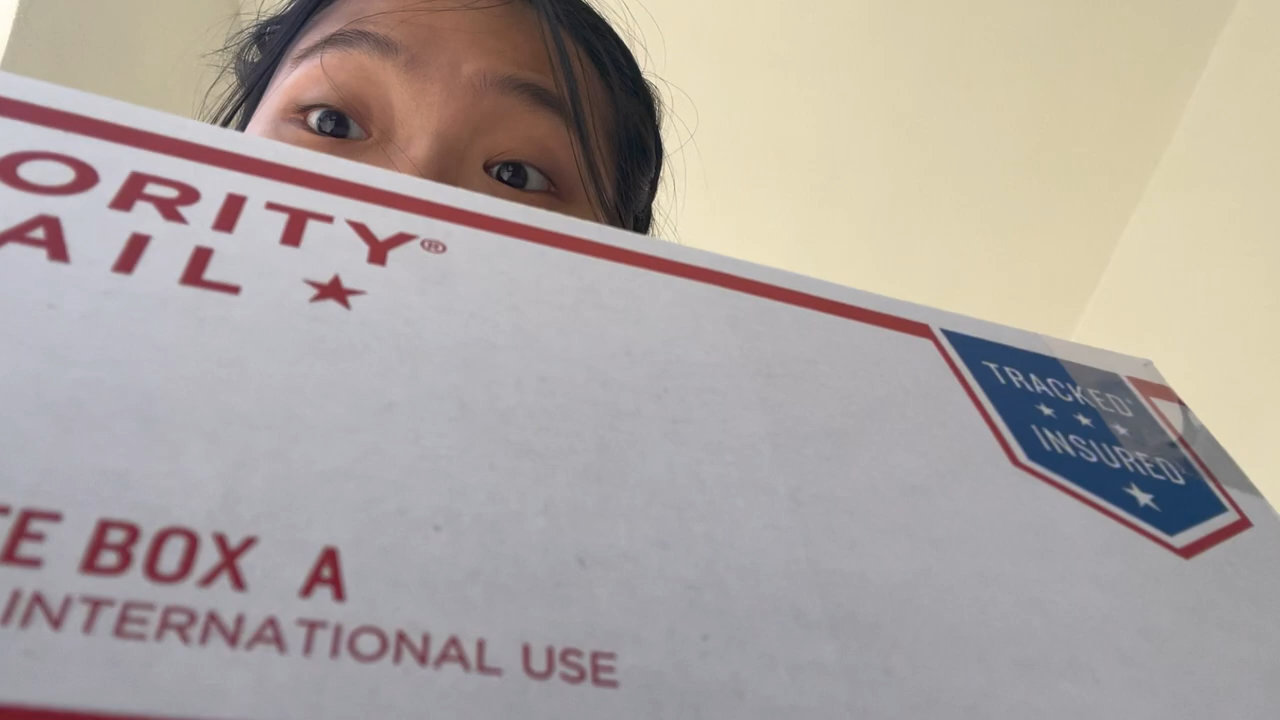 ORITY®
AIL ★
TRACKED®
★ ★ ★
INSURED
★
TE BOX A
INTERNATIONAL USE